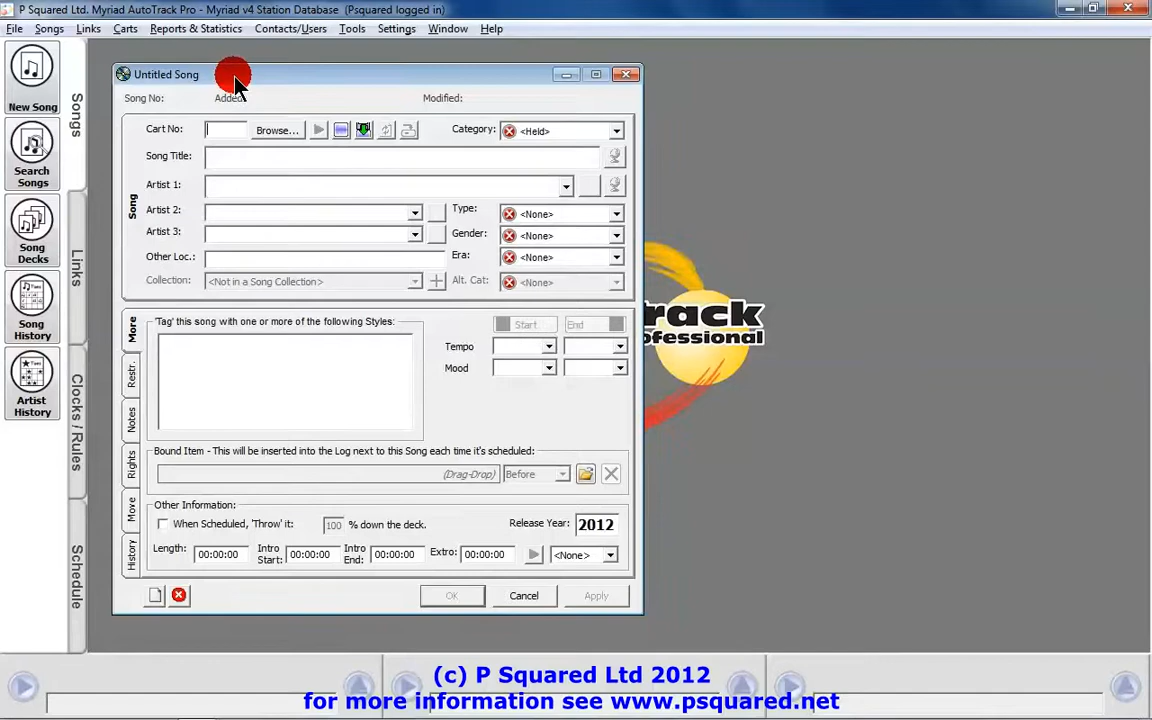 P Squared Ltd. Myriad AutoTrack Pro - Myriad v4 Station Database (Psquared logged in)
File Songs Links Carts Reports & Statistics Contacts/Users Tools Settings Window Help
New Song
Search Songs
Song Decks
Song History
Artist History
Songs
Links
Clocks / Rules
Schedule
Untitled Song
Song No: Added: Modified:
Song
Cart No: Browse... Category: <Held>
Song Title:
Artist 1:
Artist 2: Type: <None>
Artist 3: Gender: <None>
Other Loc.: Era: <None>
Collection: <Not in a Song Collection> Alt. Cat: <None>
More
Restr.
Notes
Rights
Move
History
'Tag' this song with one or more of the following Styles: Start End
Tempo
Mood
Bound Item - This will be inserted into the Log next to this Song each time it's scheduled:
(Drag-Drop) Before
Other Information:
When Scheduled, 'Throw' it: 100 % down the deck. Release Year: 2012
Length: 00:00:00 Intro Start: 00:00:00 Intro End: 00:00:00 Extro: 00:00:00 <None>
OK Cancel Apply
rack
ofessional
(c) P Squared Ltd 2012
for more information see www.psquared.net